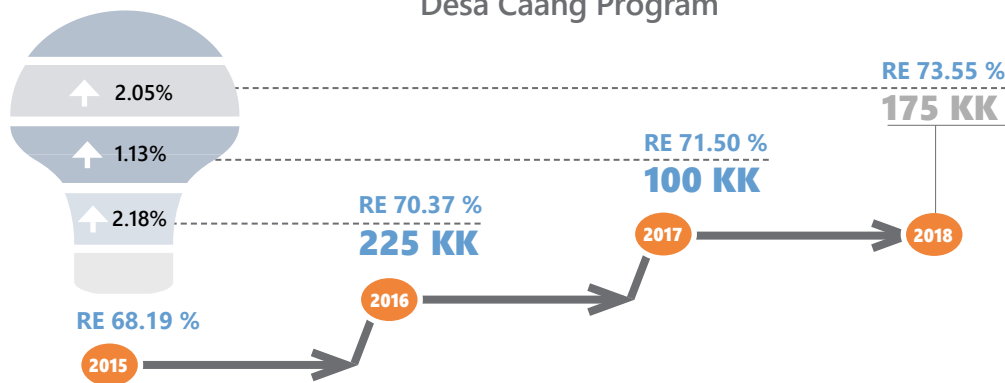 Desa Caang Program
RE 73.55 %
175 KK
2.05%
RE 71.50 %
100 KK
1.13%
RE 70.37 %
225 KK
2.18%
2018
2017
2016
RE 68.19 %
2015